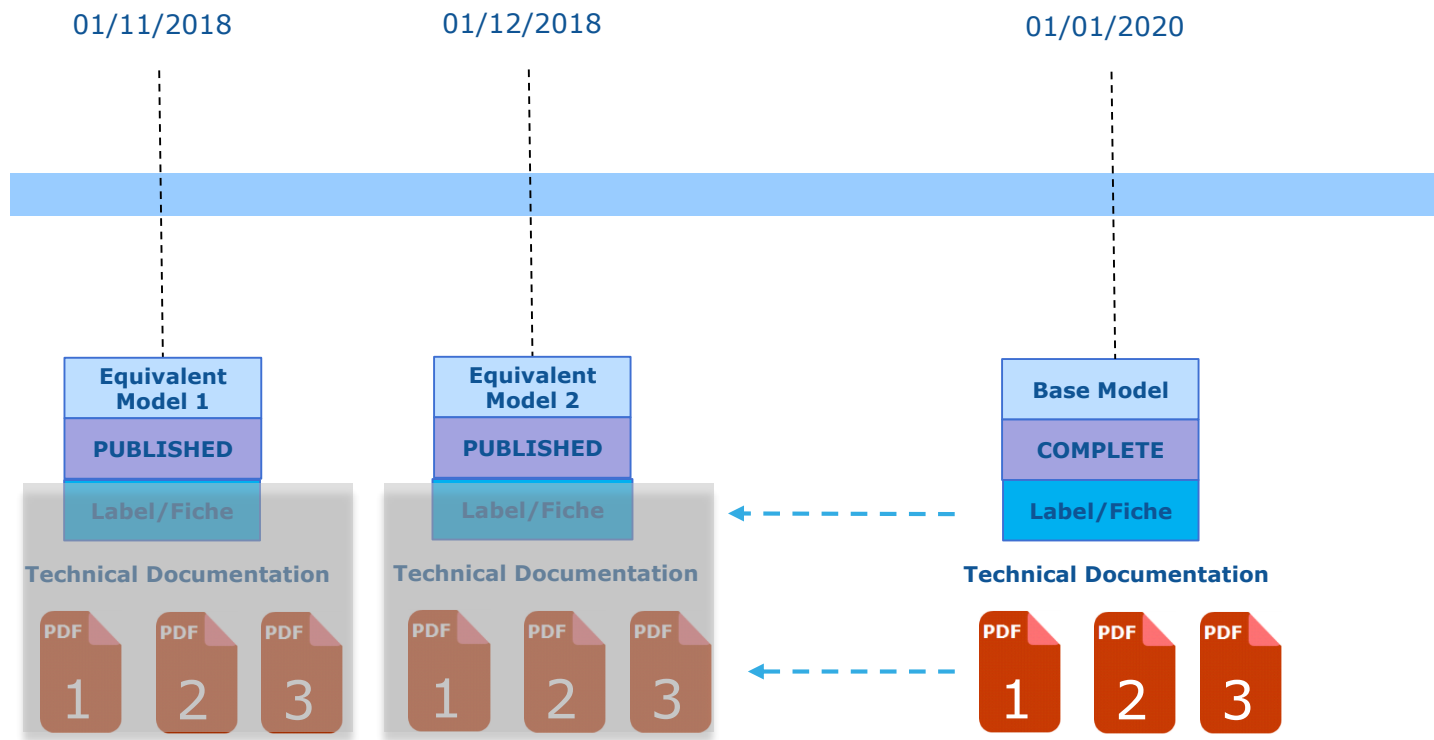 01/11/2018
01/12/2018
01/01/2020
Equivalent
Model 1
PUBLISHED
Label/Fiche
Technical Documentation
PDF
1
PDF
2
PDF
3
Equivalent
Model 2
PUBLISHED
Label/Fiche
Technical Documentation
PDF
1
PDF
2
PDF
3
Base Model
COMPLETE
Label/Fiche
Technical Documentation
PDF
1
PDF
2
PDF
3